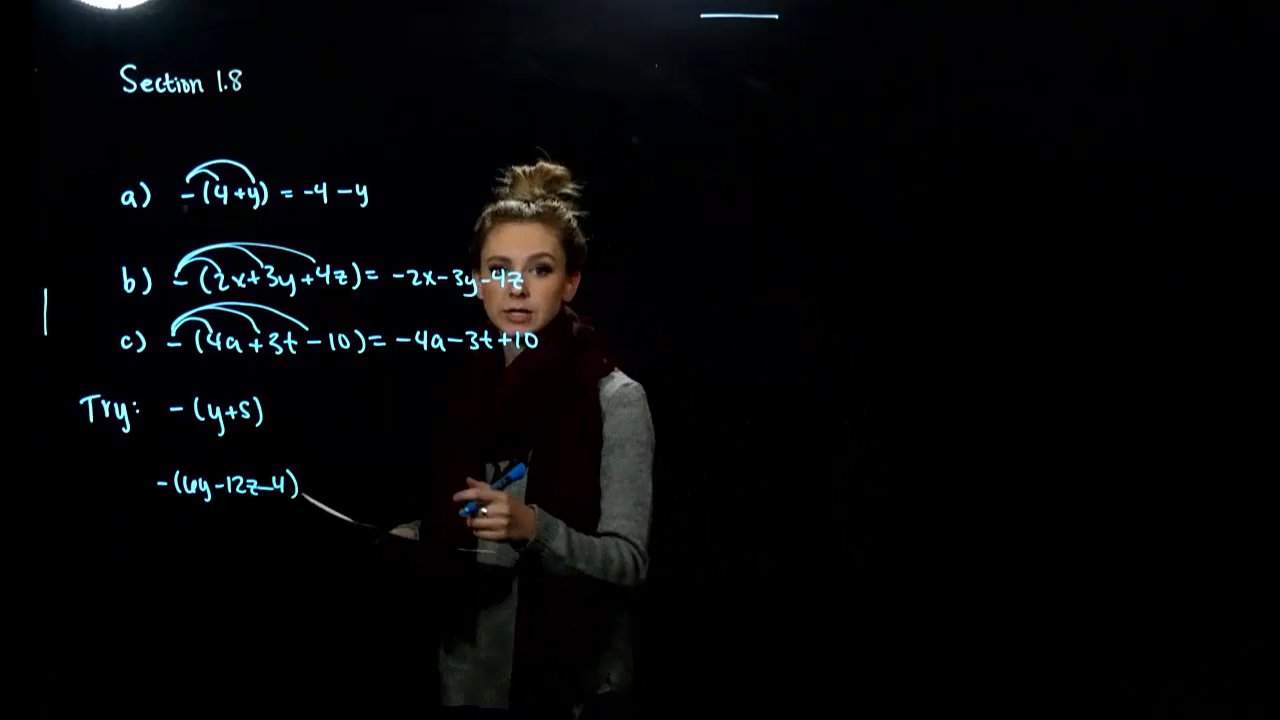 Section 1.8
a) -(4+y) = -4-y
b) -(2x+3y+4z)= -2x-3y-4z
c) -(4a+3t-10)= -4a-3t+10
Try: -(y+5)
-(6y-12z-4)